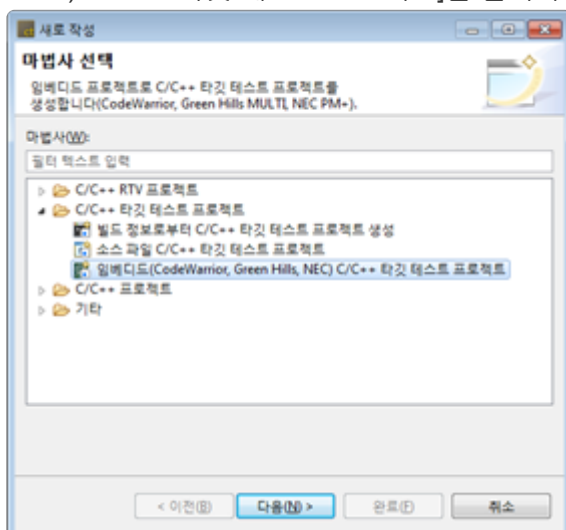 새로 작성
마법사 선택
임베디드 프로젝트로 C/C++ 타깃 테스트 프로젝트를
생성합니다(CodeWarrior, Green Hills MULTI, NEC PM+).
마법사(W):
필터 텍스트 입력
C/C++ RTV 프로젝트
C/C++ 타깃 테스트 프로젝트
빌드 정보로부터 C/C++ 타깃 테스트 프로젝트 생성
소스 파일 C/C++ 타깃 테스트 프로젝트
임베디드(CodeWarrior, Green Hills, NEC) C/C++ 타깃 테스트 프로젝트
C/C++ 프로젝트
기타
< 이전(B) 다음(N) > 완료(F) 취소